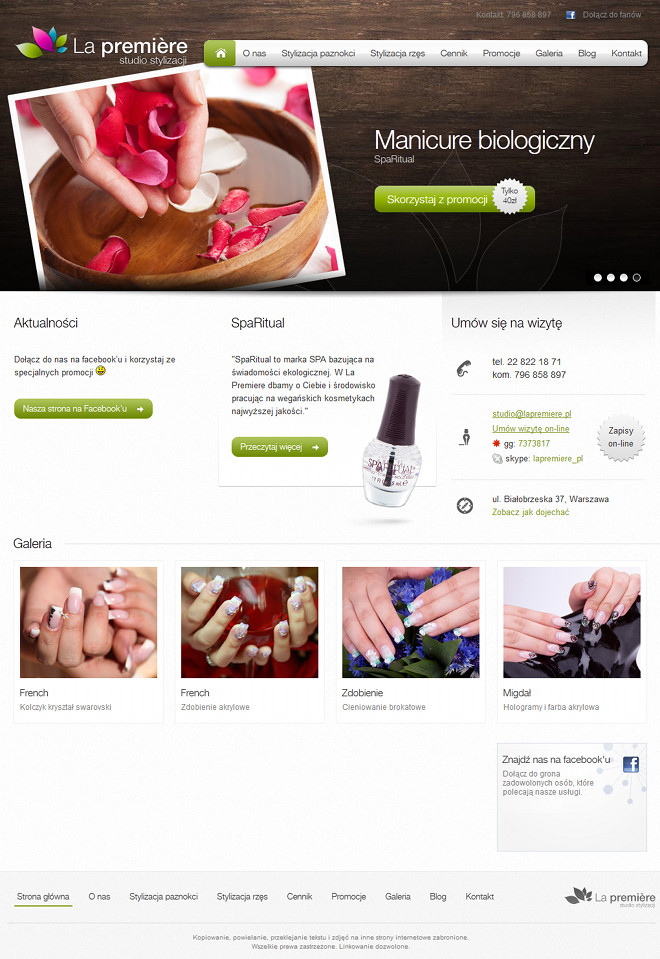 Kontakt: 796 858 897
Dołącz do fanów
La première
studio stylizacji
O nas
Stylizacja paznokci
Stylizacja rzęs
Cennik
Promocje
Galeria
Blog
Kontakt
Manicure biologiczny
SpaRitual
Skorzystaj z promocji
Tylko
40zł
Aktualności
Dołącz do nas na facebook'u i korzystaj ze
specjalnych promocji
Nasza strona na Facebook'u
SpaRitual
"SpaRitual to marka SPA bazująca na
świadomości ekologicznej. W La
Premiere dbamy o Ciebie i środowisko
pracując na wegańskich kosmetykach
najwyższej jakości."
Przeczytaj więcej
SPARITUAL
Umów się na wizytę
tel. 22 822 18 71
kom. 796 858 897
studio@lapremiere.pl
Umów wizytę on-line
gg: 7373817
skype: lapremiere_pl
Zapisy
on-line
ul. Białobrzeska 37, Warszawa
Zobacz jak dojechać
Galeria
French
Kolczyk kryształ swarovski
French
Zdobienie akrylowe
Zdobienie
Cieniowanie brokatowe
Migdał
Hologramy i farba akrylowa
Znajdź nas na facebook'u
Dołącz do grona
zadowolonych osób, które
polecają nasze usługi.
Strona główna
O nas
Stylizacja paznokci
Stylizacja rzęs
Cennik
Promocje
Galeria
Blog
Kontakt
La première
studio stylizacji
Kopiowanie, powielanie, przeklejanie tekstu i zdjęć na inne strony internetowe zabronione.
Wszelkie prawa zastrzeżone. Linkowanie dozwolone.